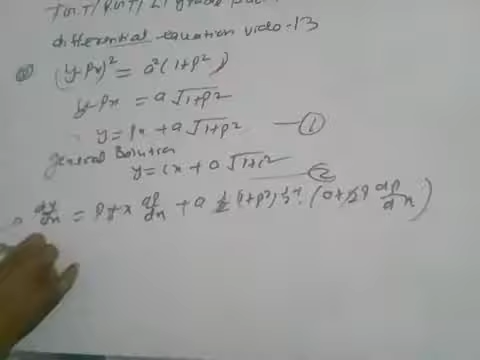 differential equation video-13
(y-px)² = a²(1+p²)
y-px = a√1+p²
y = px + a√1+p² — ①
General Solution
y = cx + a√1+c² — ②
dy/dx = p + x dp/dx + a 1/2 (1+p²)^(1/2-1) · (0+2p dp/dx)